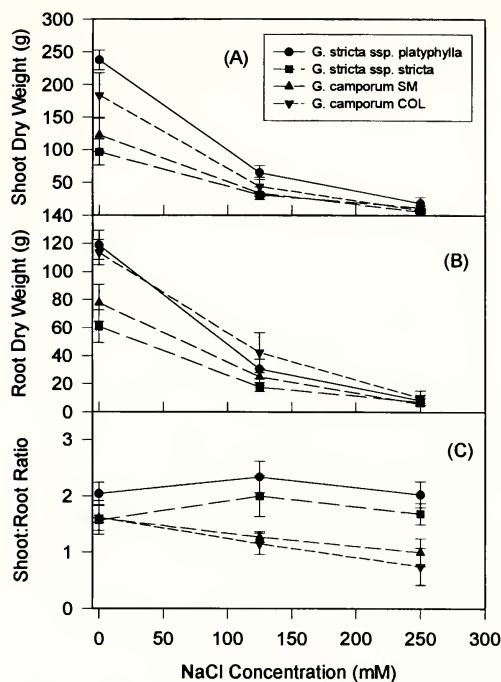 300
(A)
G. stricta ssp. platyphylla
G. stricta ssp. stricta
G. camporum SM
G. camporum COL
250
200
150
100
50
Shoot Dry Weight (g)
140
(B)
120
100
80
60
40
20
0
Root Dry Weight (g)
(C)
3
2
1
0
Shoot:Root Ratio
0
50
100
150
200
250
300
NaCl Concentration (mM)